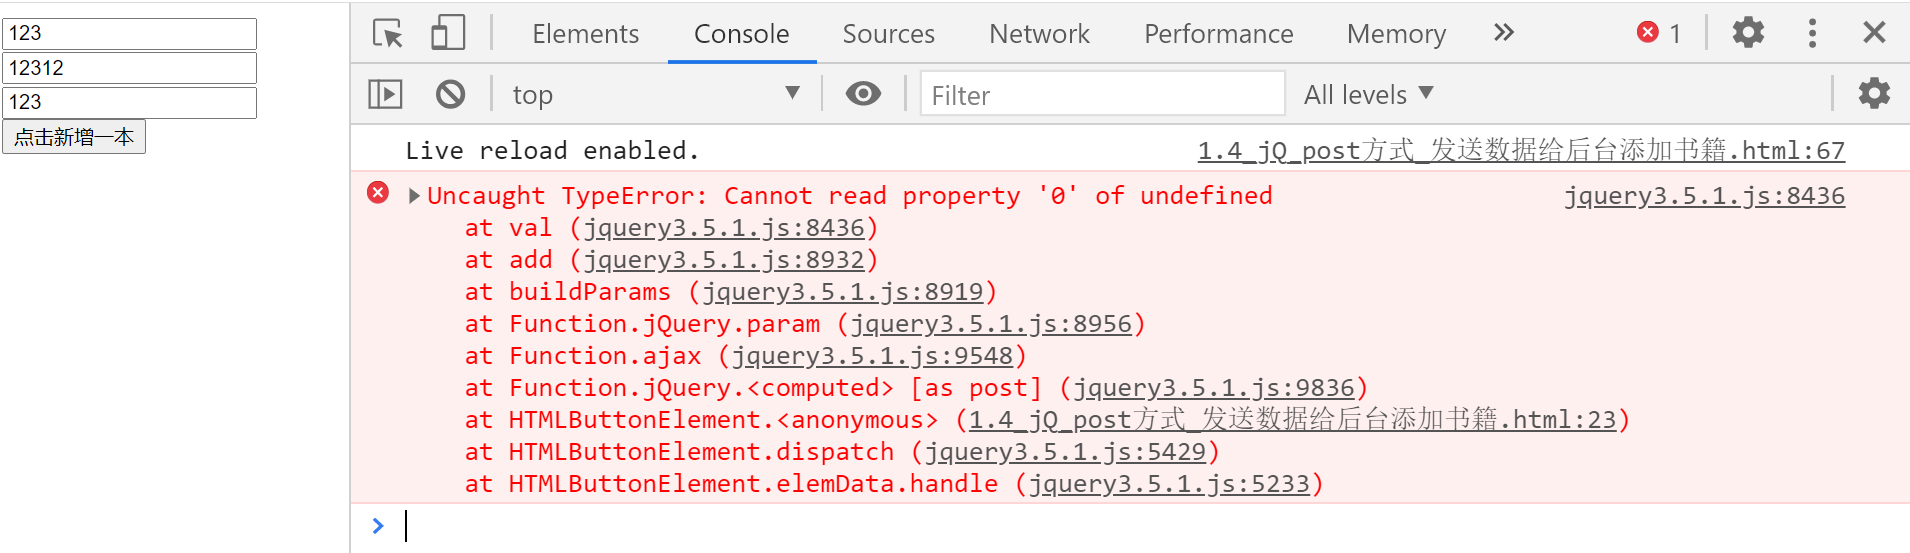 123
12312
123
点击新增一本
Elements Console Sources Network Performance Memory 1
top Filter All levels
Live reload enabled. 1.4_jQ_post方式_发送数据给后台添加书籍.html:67
Uncaught TypeError: Cannot read property '0' of undefined jquery3.5.1.js:8436
at val (jquery3.5.1.js:8436)
at add (jquery3.5.1.js:8932)
at buildParams (jquery3.5.1.js:8919)
at Function.jQuery.param (jquery3.5.1.js:8956)
at Function.ajax (jquery3.5.1.js:9548)
at Function.jQuery.<computed> [as post] (jquery3.5.1.js:9836)
at HTMLButtonElement.<anonymous> (1.4_jQ_post方式_发送数据给后台添加书籍.html:23)
at HTMLButtonElement.dispatch (jquery3.5.1.js:5429)
at HTMLButtonElement.elemData.handle (jquery3.5.1.js:5233)